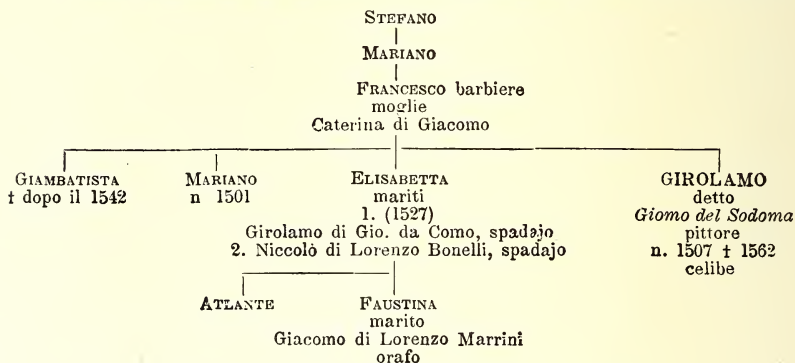 STEFANO
MARIANO
FRANCESCO barbiere
moglie
Caterina di Giacomo
GIAMBATISTA
† dopo il 1542
MARIANO
n 1501
ELISABETTA
mariti
1. (1527)
Girolamo di Gio. da Como, spadajo
2. Niccolò di Lorenzo Bonelli, spadajo
GIROLAMO
detto
Giomo del Sodoma
pittore
n. 1507 † 1562
celibe
ATLANTE
FAUSTINA
marito
Giacomo di Lorenzo Marrini
orafo